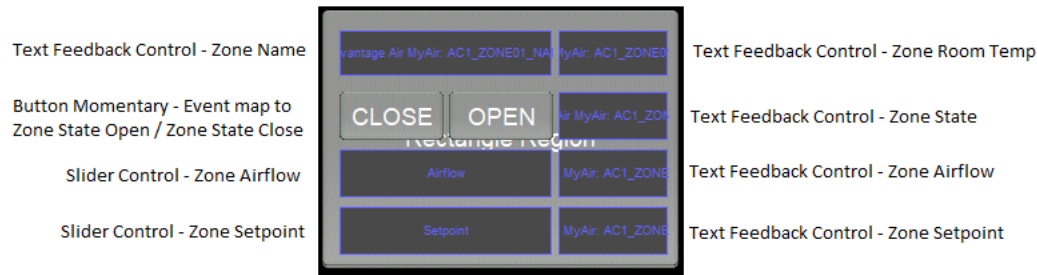 Text Feedback Control - Zone Name
vantage Air MyAir: AC1_ZONE01_NA
MyAir: AC1_ZONE0
Text Feedback Control - Zone Room Temp
Button Momentary - Event map to
Zone State Open / Zone State Close
CLOSE
OPEN
Air MyAir: AC1_ZON
Text Feedback Control - Zone State
Rectangle Region
Slider Control - Zone Airflow
Airflow
MyAir: AC1_ZONE
Text Feedback Control - Zone Airflow
Slider Control - Zone Setpoint
Setpoint
MyAir: AC1_ZONE
Text Feedback Control - Zone Setpoint